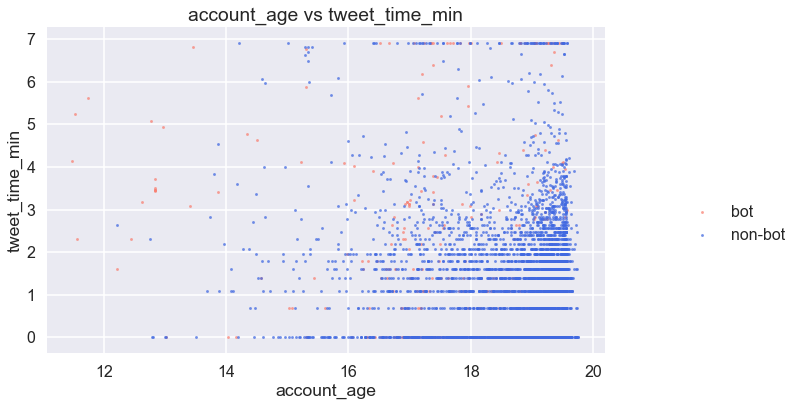 account_age vs tweet_time_min
7
6
5
4
3
2
1
0
tweet_time_min
12 14 16 18 20
account_age
bot
non-bot